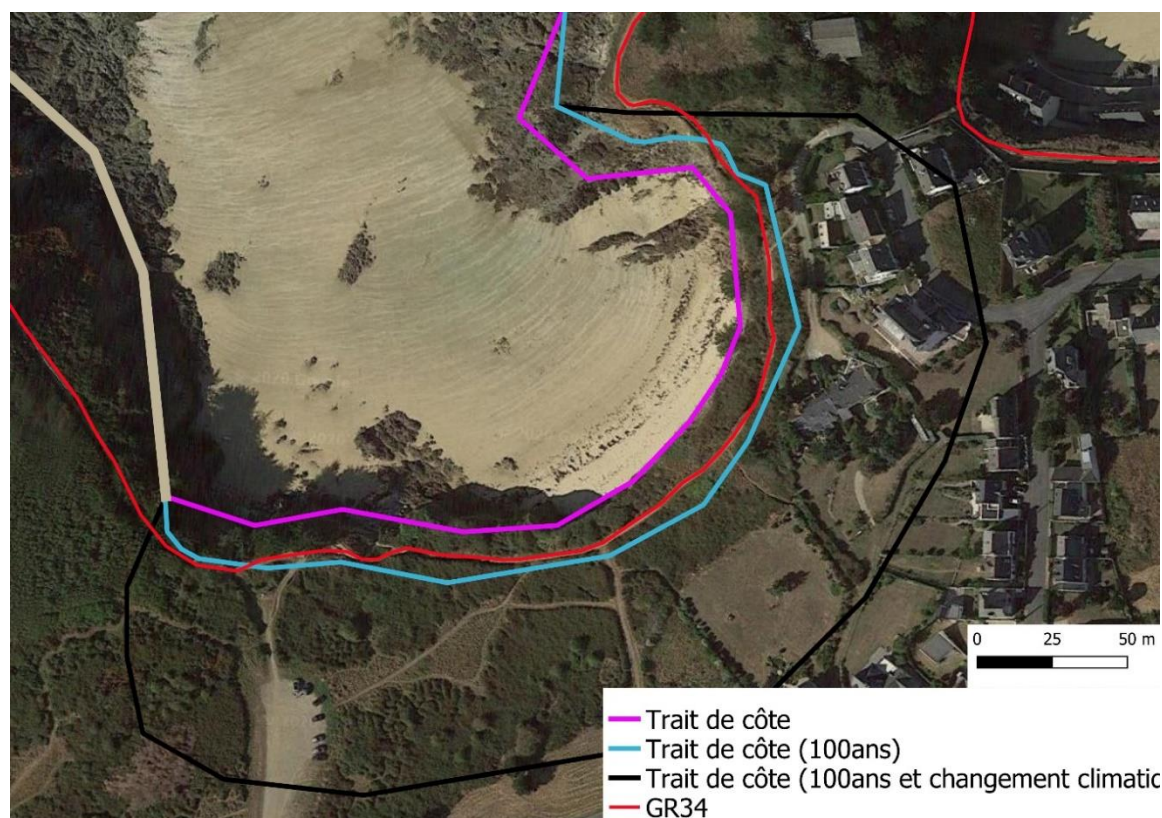 0 25 50 m
Trait de côte
Trait de côte (100ans)
Trait de côte (100ans et changement climatic
GR34